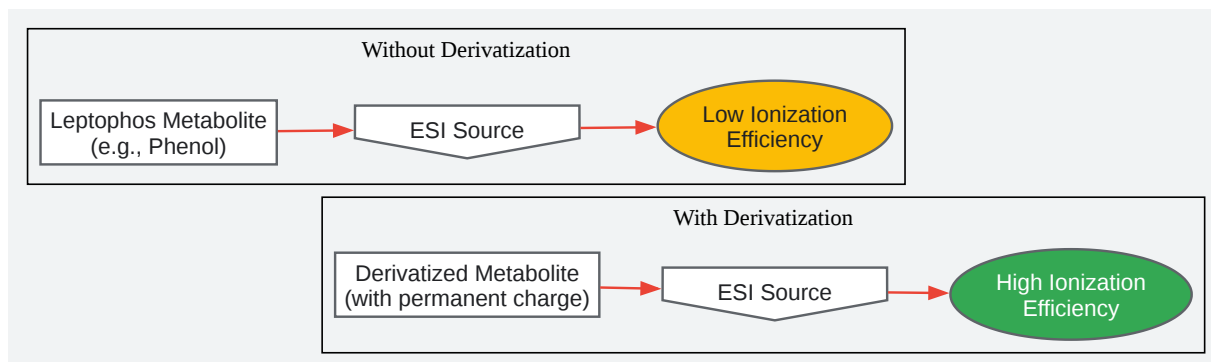 Without Derivatization
Leptophos Metabolite
(e.g., Phenol)
ESI Source
Low Ionization
Efficiency
With Derivatization
Derivatized Metabolite
(with permanent charge)
ESI Source
High Ionization
Efficiency